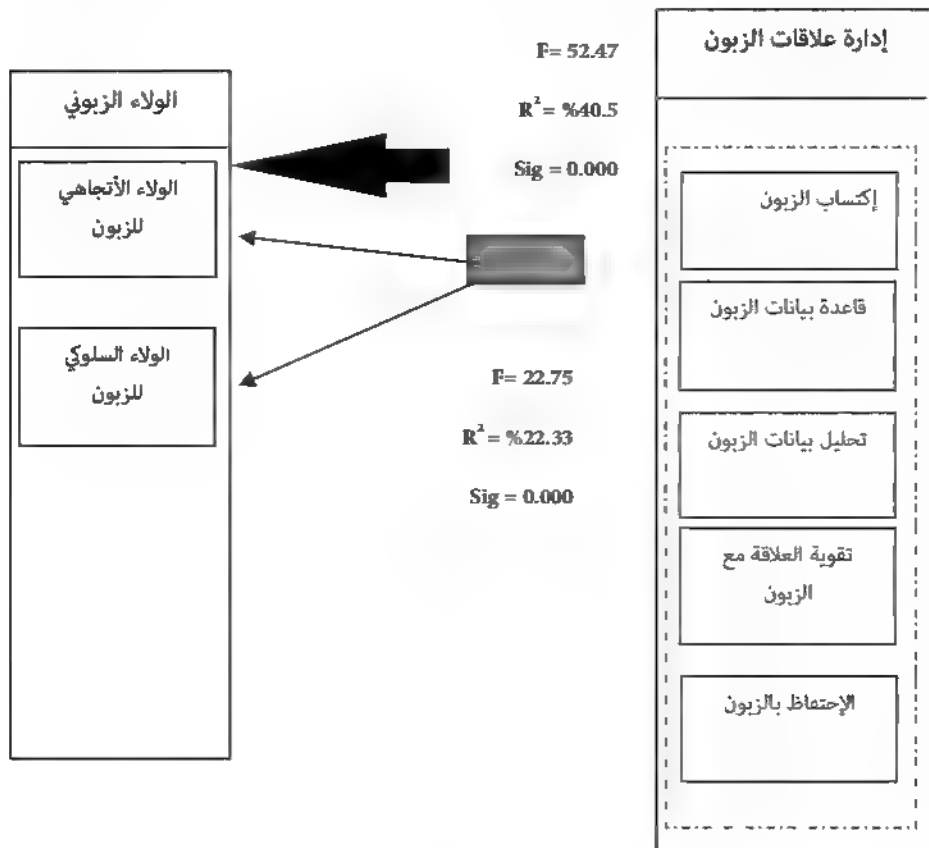 إدارة علاقات الزبون
إكتساب الزبون
قاعدة بيانات الزبون
تحليل بيانات الزبون
تقوية العلاقة مع
الزبون
الإحتفاظ بالزبون
F= 52.47
R² = %40.5
Sig = 0.000
F= 22.75
R² = %22.33
Sig = 0.000
الولاء الزبوني
الولاء الأتجاهي
للزبون
الولاء السلوكي
للزبون